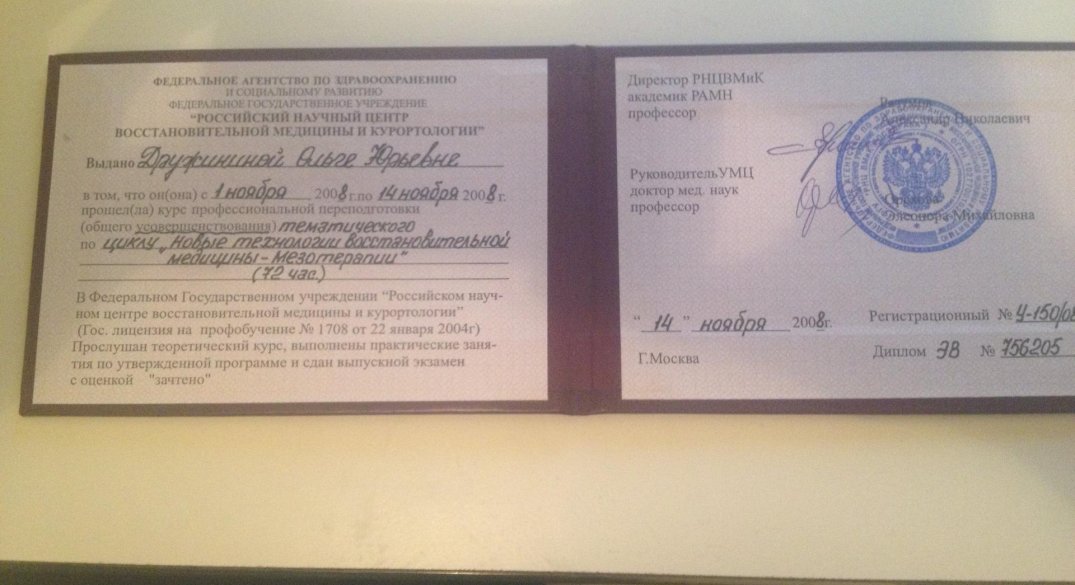 ФЕДЕРАЛЬНОЕ АГЕНТСТВО ПО ЗДРАВООХРАНЕНИЮ
И СОЦИАЛЬНОМУ РАЗВИТИЮ
ФЕДЕРАЛЬНОЕ ГОСУДАРСТВЕННОЕ УЧРЕЖДЕНИЕ
“РОССИЙСКИЙ НАУЧНЫЙ ЦЕНТР
ВОССТАНОВИТЕЛЬНОЙ МЕДИЦИНЫ И КУРОРТОЛОГИИ”
Выдано Дружининой Ольге Юрьевне
в том, что он(она) с 1 ноября 2008г.по 14 ноября 2008г.
прошел(ла) курс профессиональной переподготовки
(общего усовершенствования) тематического
по циклу „Новые технологии восстановительной
медицины-мезотерапии“
(72 час.)
В Федеральном Государственном учреждении “Российском науч-
ном центре восстановительной медицины и курортологии”
(Гос. лицензия на профобучение № 1708 от 22 января 2004г)
Прослушан теоретический курс, выполнены практические заня-
тия по утвержденной программе и сдан выпускной экзамен
с оценкой "зачтено"
Директор РНЦВМиК
академик РАМН
профессор
Александр Николаевич
РуководительУМЦ
доктор мед. наук
профессор
Элеонора Михайловна
“ 14 ” ноября 2008г.
Регистрационный № У-150/08
Г.Москва
Диплом ЭВ № 756205